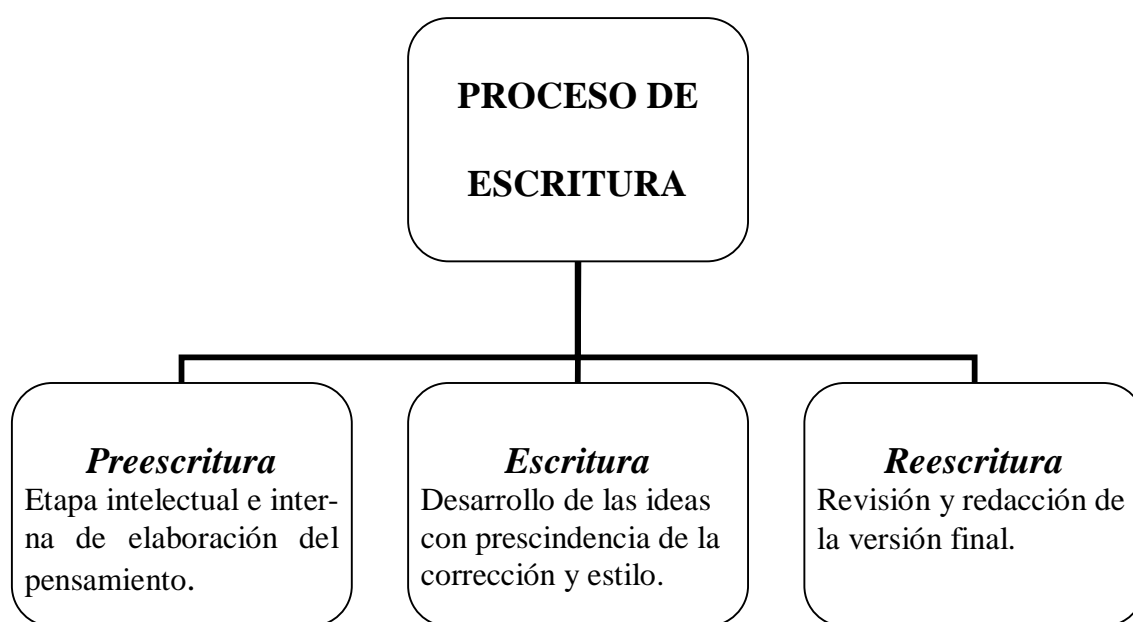 PROCESO DE
ESCRITURA
Preescritura
Etapa intelectual e inter-
na de elaboración del
pensamiento.
Escritura
Desarrollo de las ideas
con prescindencia de la
corrección y estilo.
Reescritura
Revisión y redacción de
la versión final.